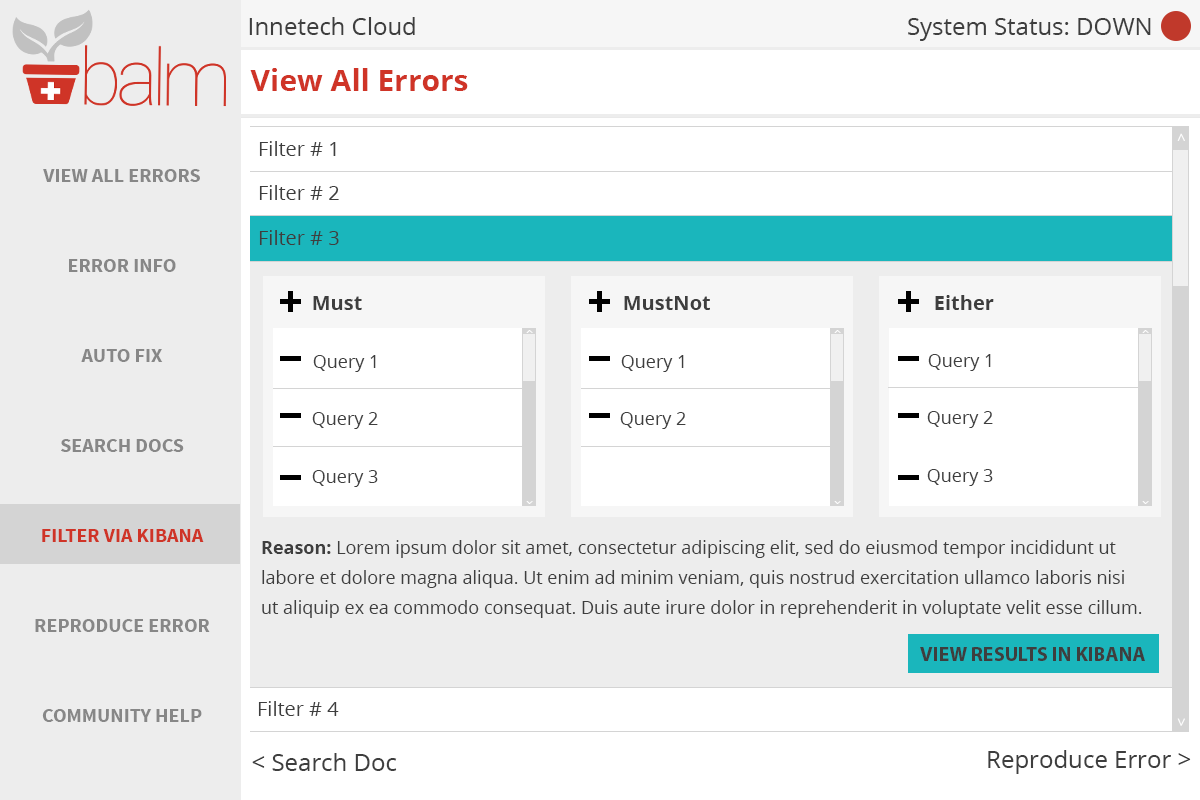 balm
Innetech Cloud
System Status: DOWN
View All Errors
VIEW ALL ERRORS
ERROR INFO
AUTO FIX
SEARCH DOCS
FILTER VIA KIBANA
REPRODUCE ERROR
COMMUNITY HELP
Filter # 1
Filter # 2
Filter # 3
Must
Query 1
Query 2
Query 3
MustNot
Query 1
Query 2
Either
Query 1
Query 2
Query 3
Reason: Lorem ipsum dolor sit amet, consectetur adipiscing elit, sed do eiusmod tempor incididunt ut
labore et dolore magna aliqua. Ut enim ad minim veniam, quis nostrud exercitation ullamco laboris nisi
ut aliquip ex ea commodo consequat. Duis aute irure dolor in reprehenderit in voluptate velit esse cillum.
VIEW RESULTS IN KIBANA
Filter # 4
< Search Doc
Reproduce Error >